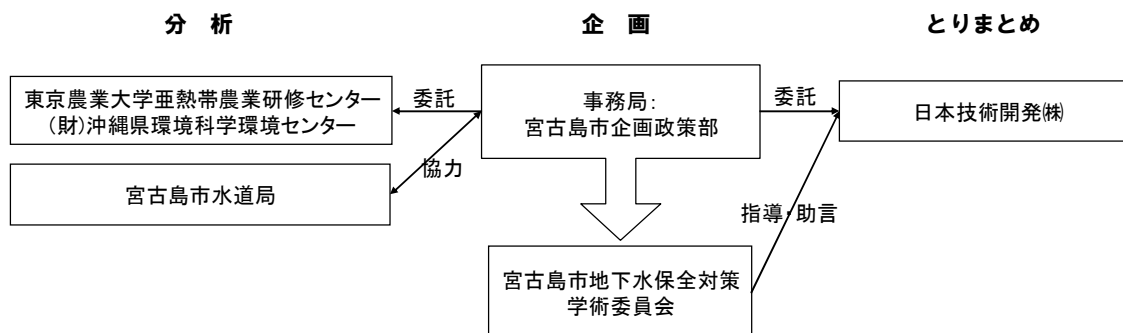 分　析
企　画
とりまとめ
東京農業大学亜熱帯農業研修センター
(財)沖縄県環境科学環境センター
委託
事務局：
宮古島市企画政策部
委託
日本技術開発㈱
協力
宮古島市水道局
指導・助言
宮古島市地下水保全対策
学術委員会